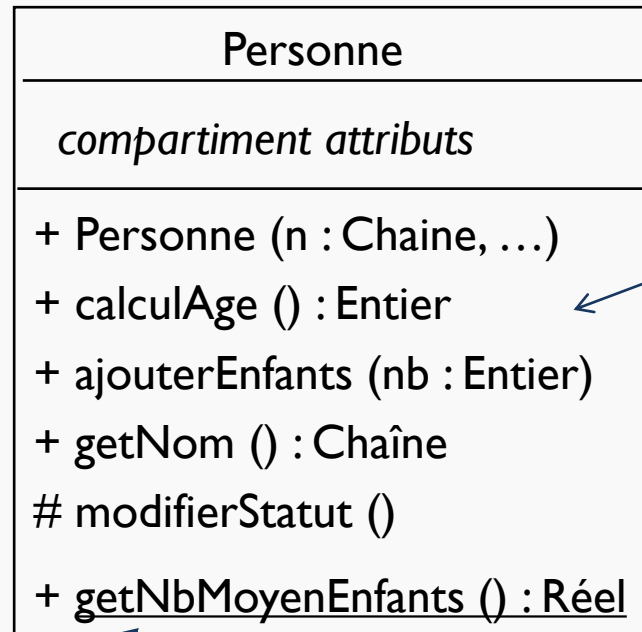 Personne
compartiment attributs
+ Personne (n : Chaine, …)
+ calculAge () : Entier
+ ajouterEnfants (nb : Entier)
+ getNom () : Chaîne
# modifierStatut ()
+ getNbMoyenEnfants () : Réel